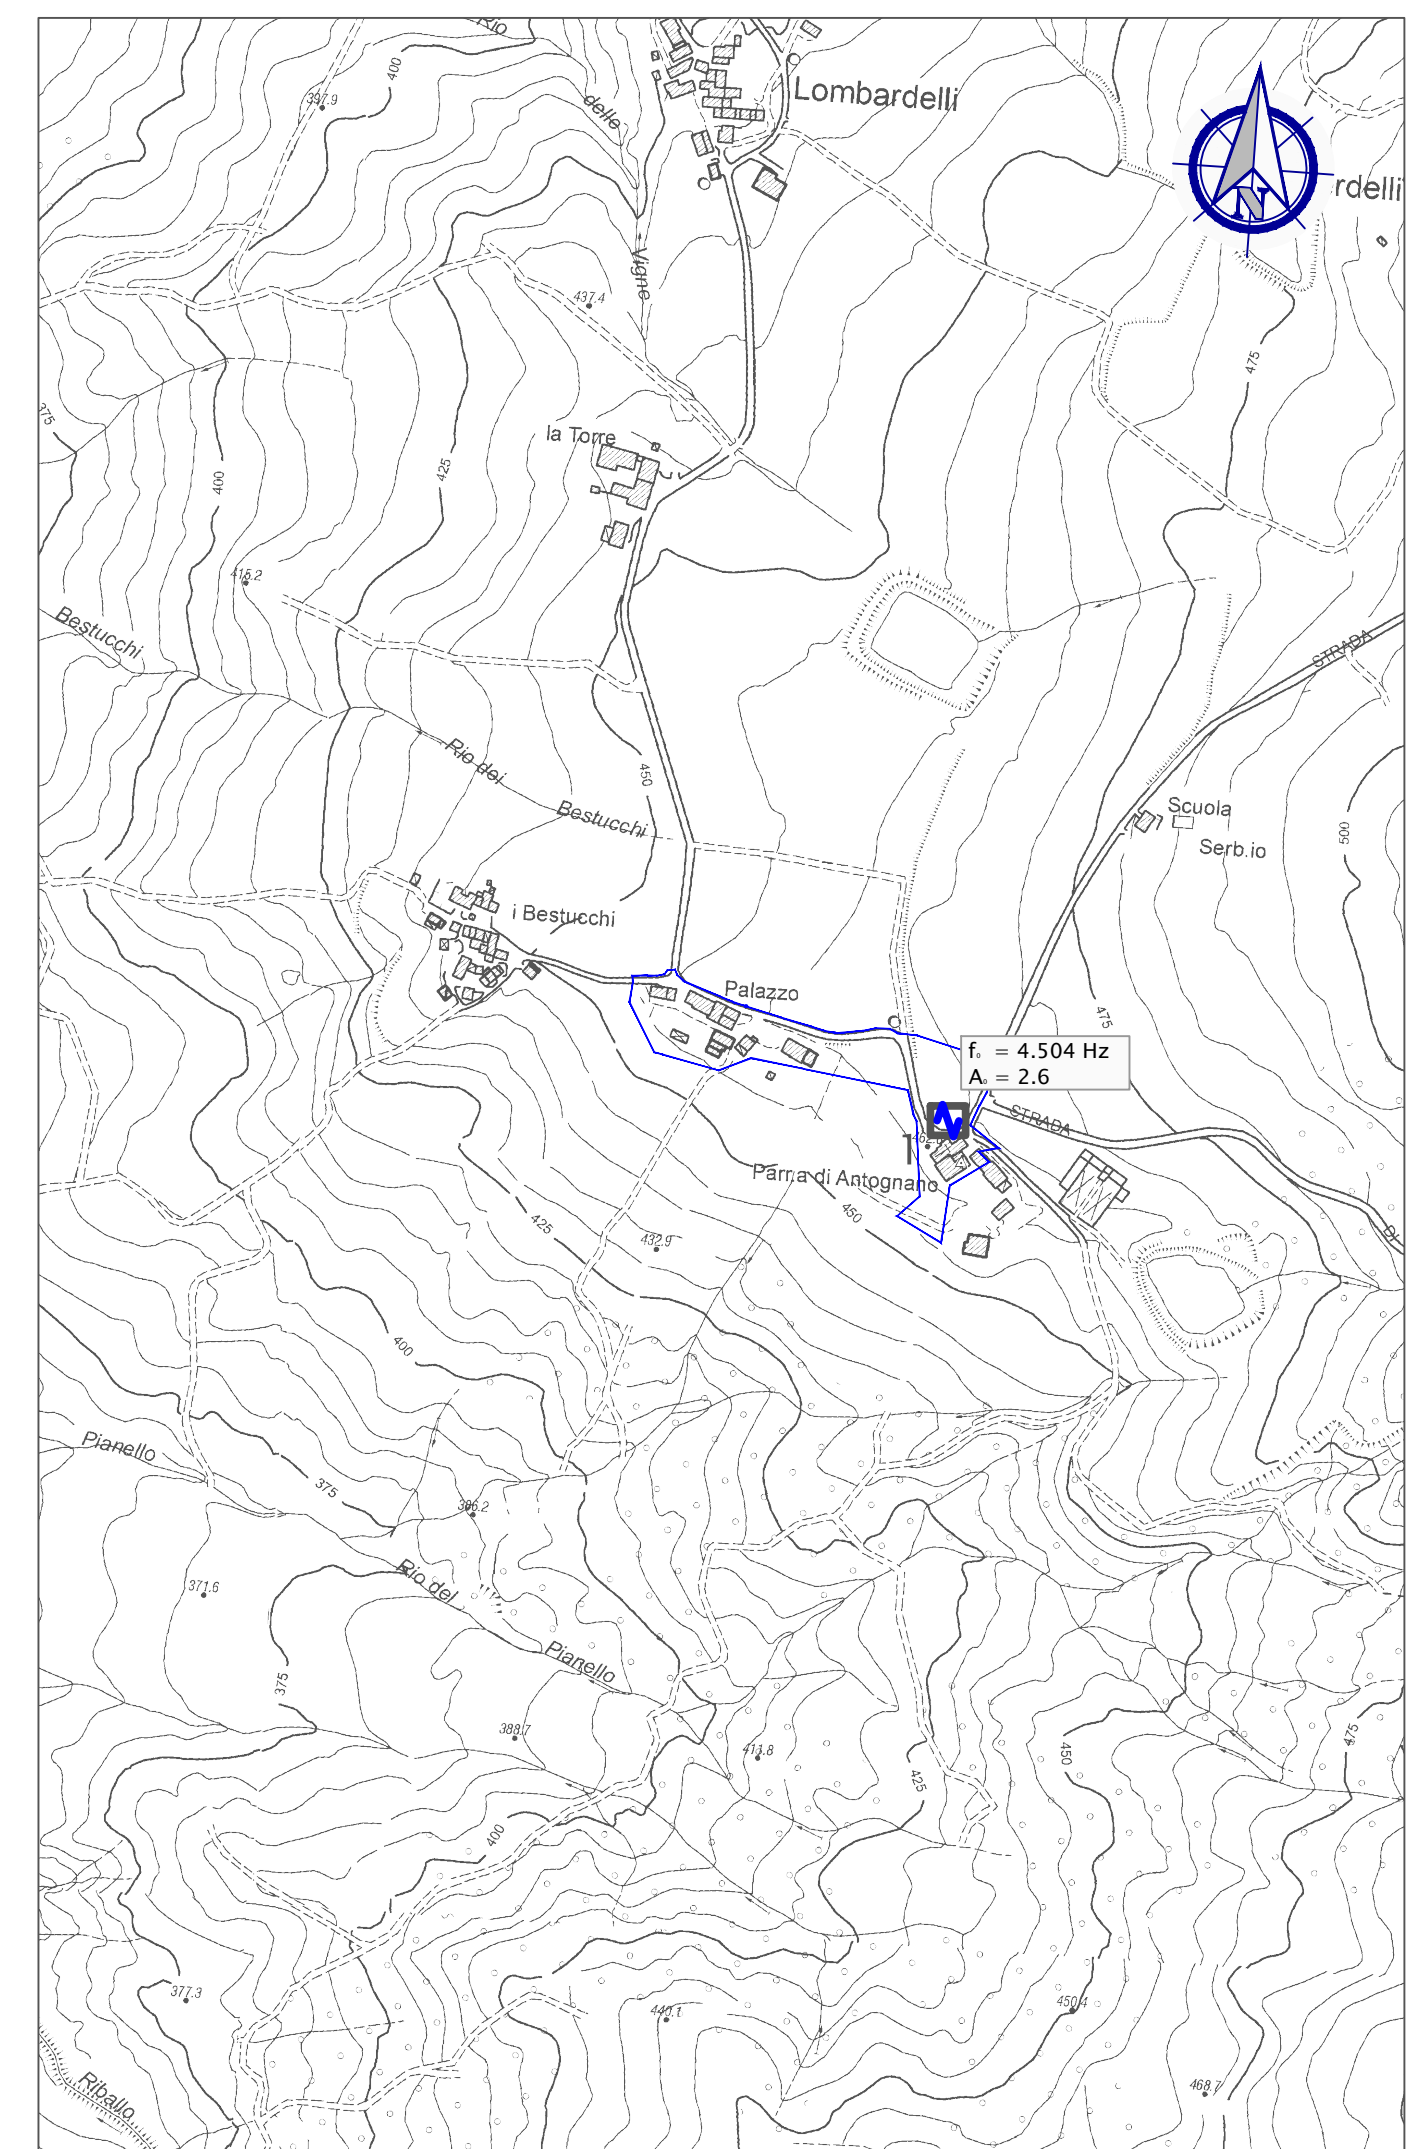 Rio
400
397.9
delle
Lombardelli
N
rdelli
Vigne
437.4
475
375
la Torre
400
425
415.2
Bestucchi
STRADA
Rio dei
450
Bestucchi
Scuola
Serb.io
500
i Bestucchi
Palazzo
475
f₀ = 4.504 Hz
A₀ = 2.6
STRADA
1
Parrna di Antognano
450
425
432.9
DI
400
Pianello
375
386.2
371.6
Rio del
Pianello
375
388.7
411.8
425
450
475
400
377.3
440.1
450.4
468.7
Riballo